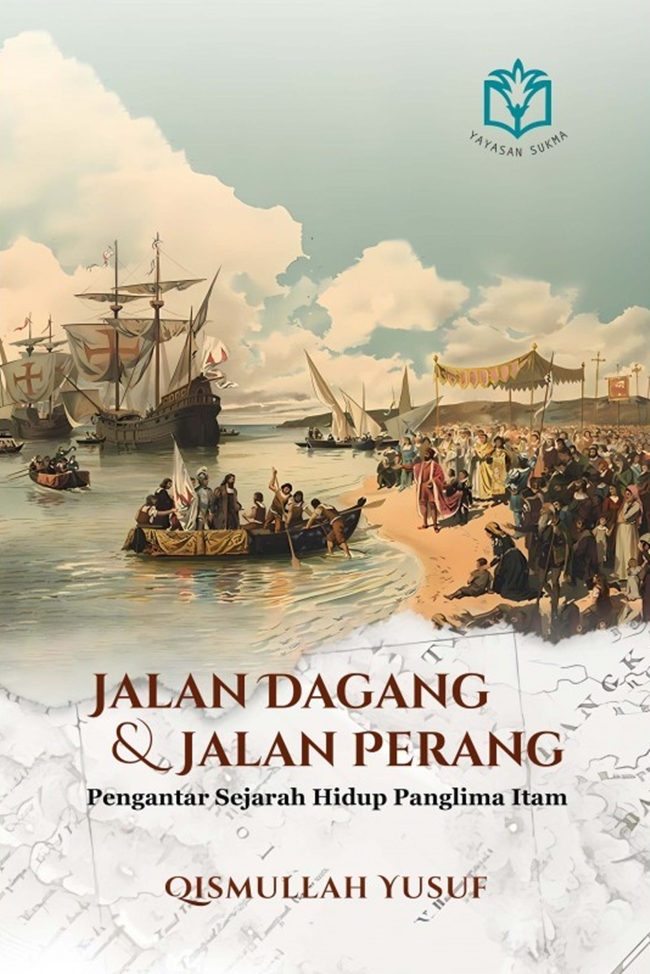 YAYASAN SUKMA
JALAN DAGANG
& JALAN PERANG
Pengantar Sejarah Hidup Panglima Itam
QISMULLAH YUSUF